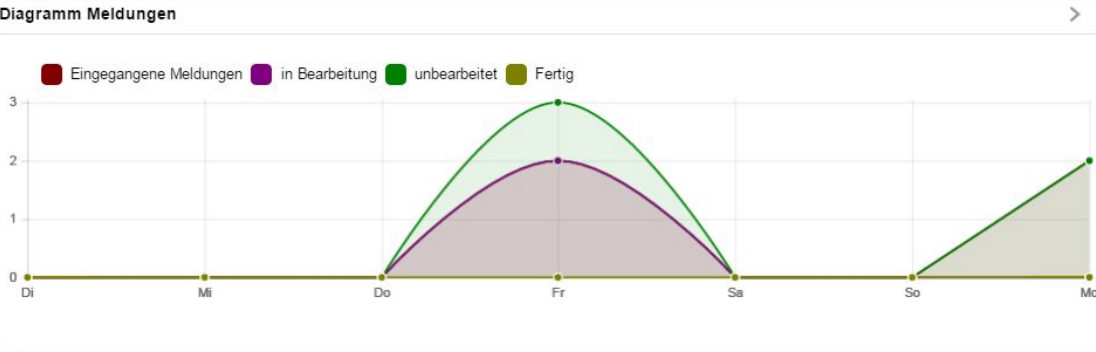 Diagramm Meldungen
Eingegangene Meldungen in Bearbeitung unbearbeitet Fertig
3
2
1
0
Di Mi Do Fr Sa So Mo